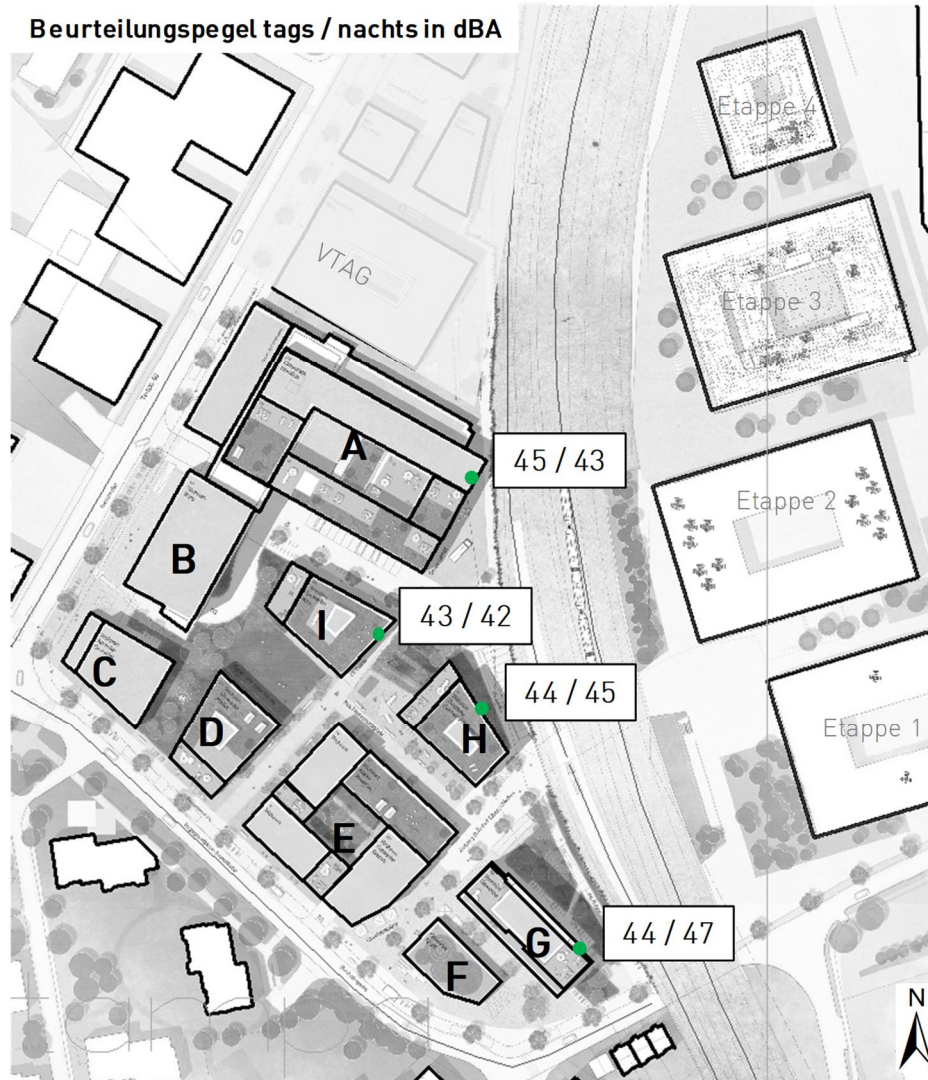 Beurteilungspegel tags / nachts in dBA
Etappe 4
VTAG
Etappe 3
A
45 / 43
Etappe 2
B
I
43 / 42
C
44 / 45
D
H
Etappe 1
E
G
44 / 47
F
N